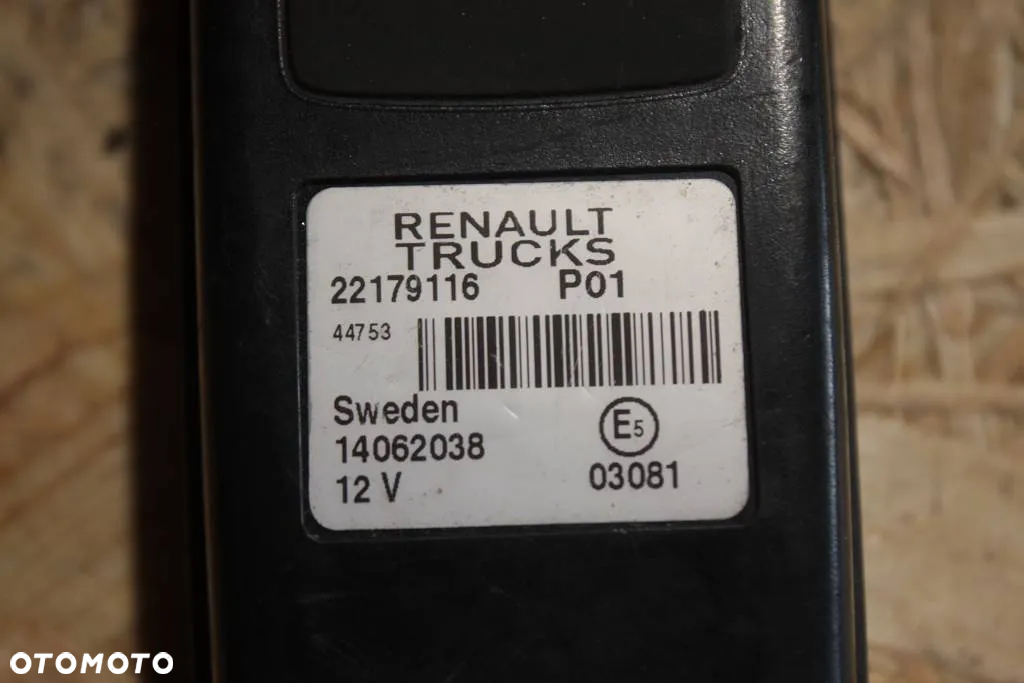 RENAULT
TRUCKS
22179116 P01
44753
Sweden
14062038 E5
12 V 03081
OTOMOTO